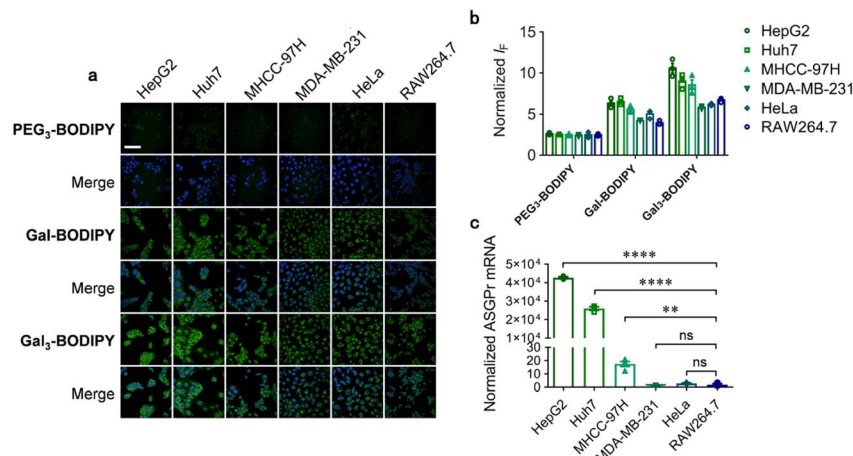 a
HepG2
Huh7
MHCC-97H
MDA-MB-231
HeLa
RAW264.7
PEG₃-BODIPY
Merge
Gal-BODIPY
Merge
Gal₃-BODIPY
Merge
b
Normalized I_F
15
10
5
0
PEG₃-BODIPY
Gal-BODIPY
Gal₃-BODIPY
HepG2
Huh7
MHCC-97H
MDA-MB-231
HeLa
RAW264.7
c
Normalized ASGPr mRNA
5×10⁴
4×10⁴
3×10⁴
2×10⁴
1×10⁴
20
10
0
****
****
**
ns
ns
HepG2
Huh7
MHCC-97H
MDA-MB-231
HeLa
RAW264.7